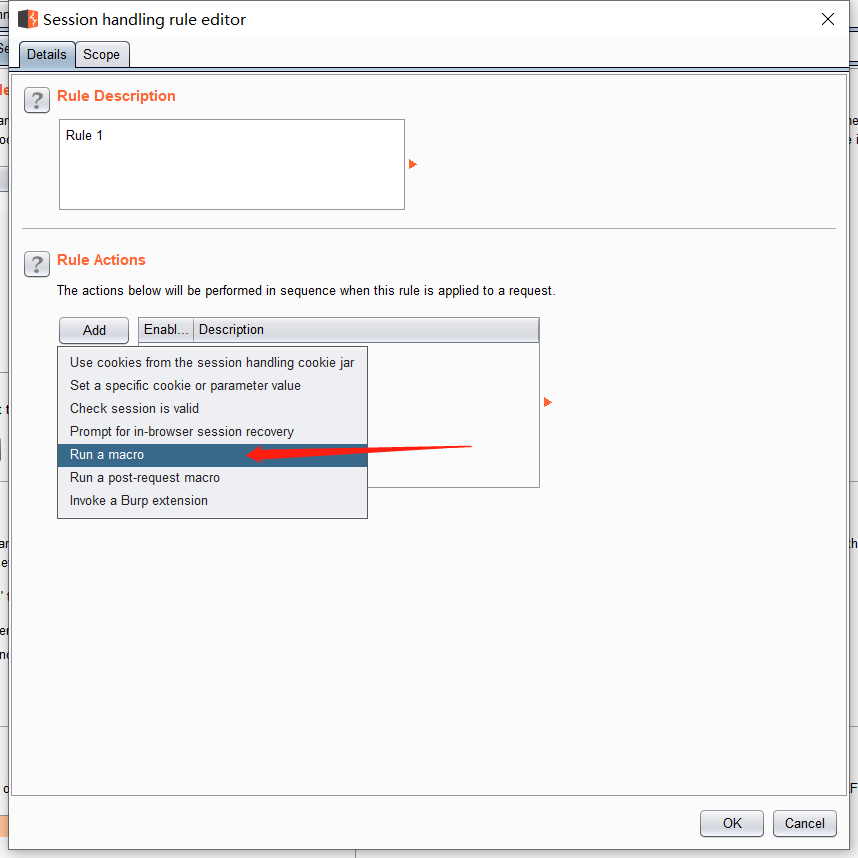 Session handling rule editor
Details Scope
Rule Description
Rule 1
Rule Actions
The actions below will be performed in sequence when this rule is applied to a request.
Add Enabl... Description
Use cookies from the session handling cookie jar
Set a specific cookie or parameter value
Check session is valid
Prompt for in-browser session recovery
Run a macro
Run a post-request macro
Invoke a Burp extension
OK Cancel